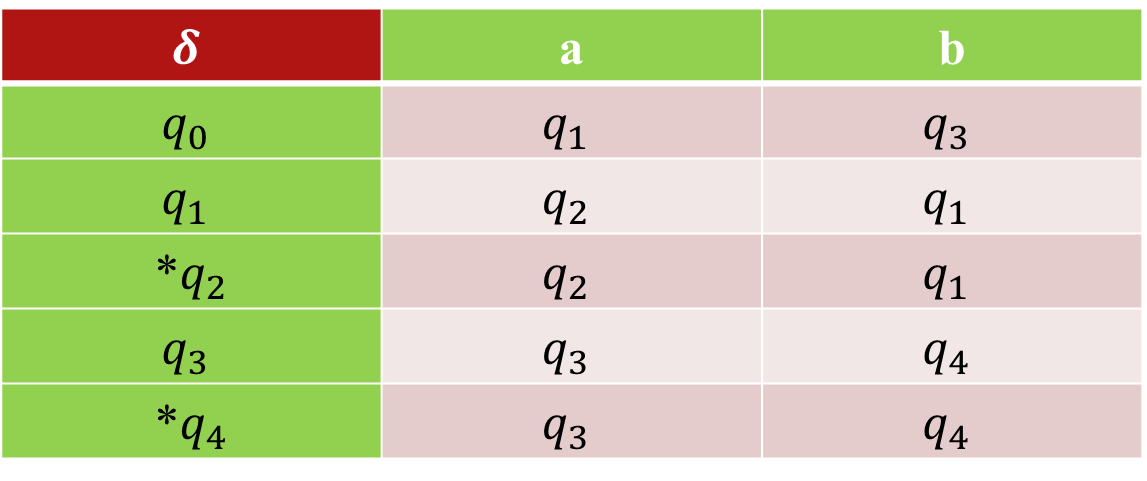 δ a b
q₀ q₁ q₃
q₁ q₂ q₁
*q₂ q₂ q₁
q₃ q₃ q₄
*q₄ q₃ q₄